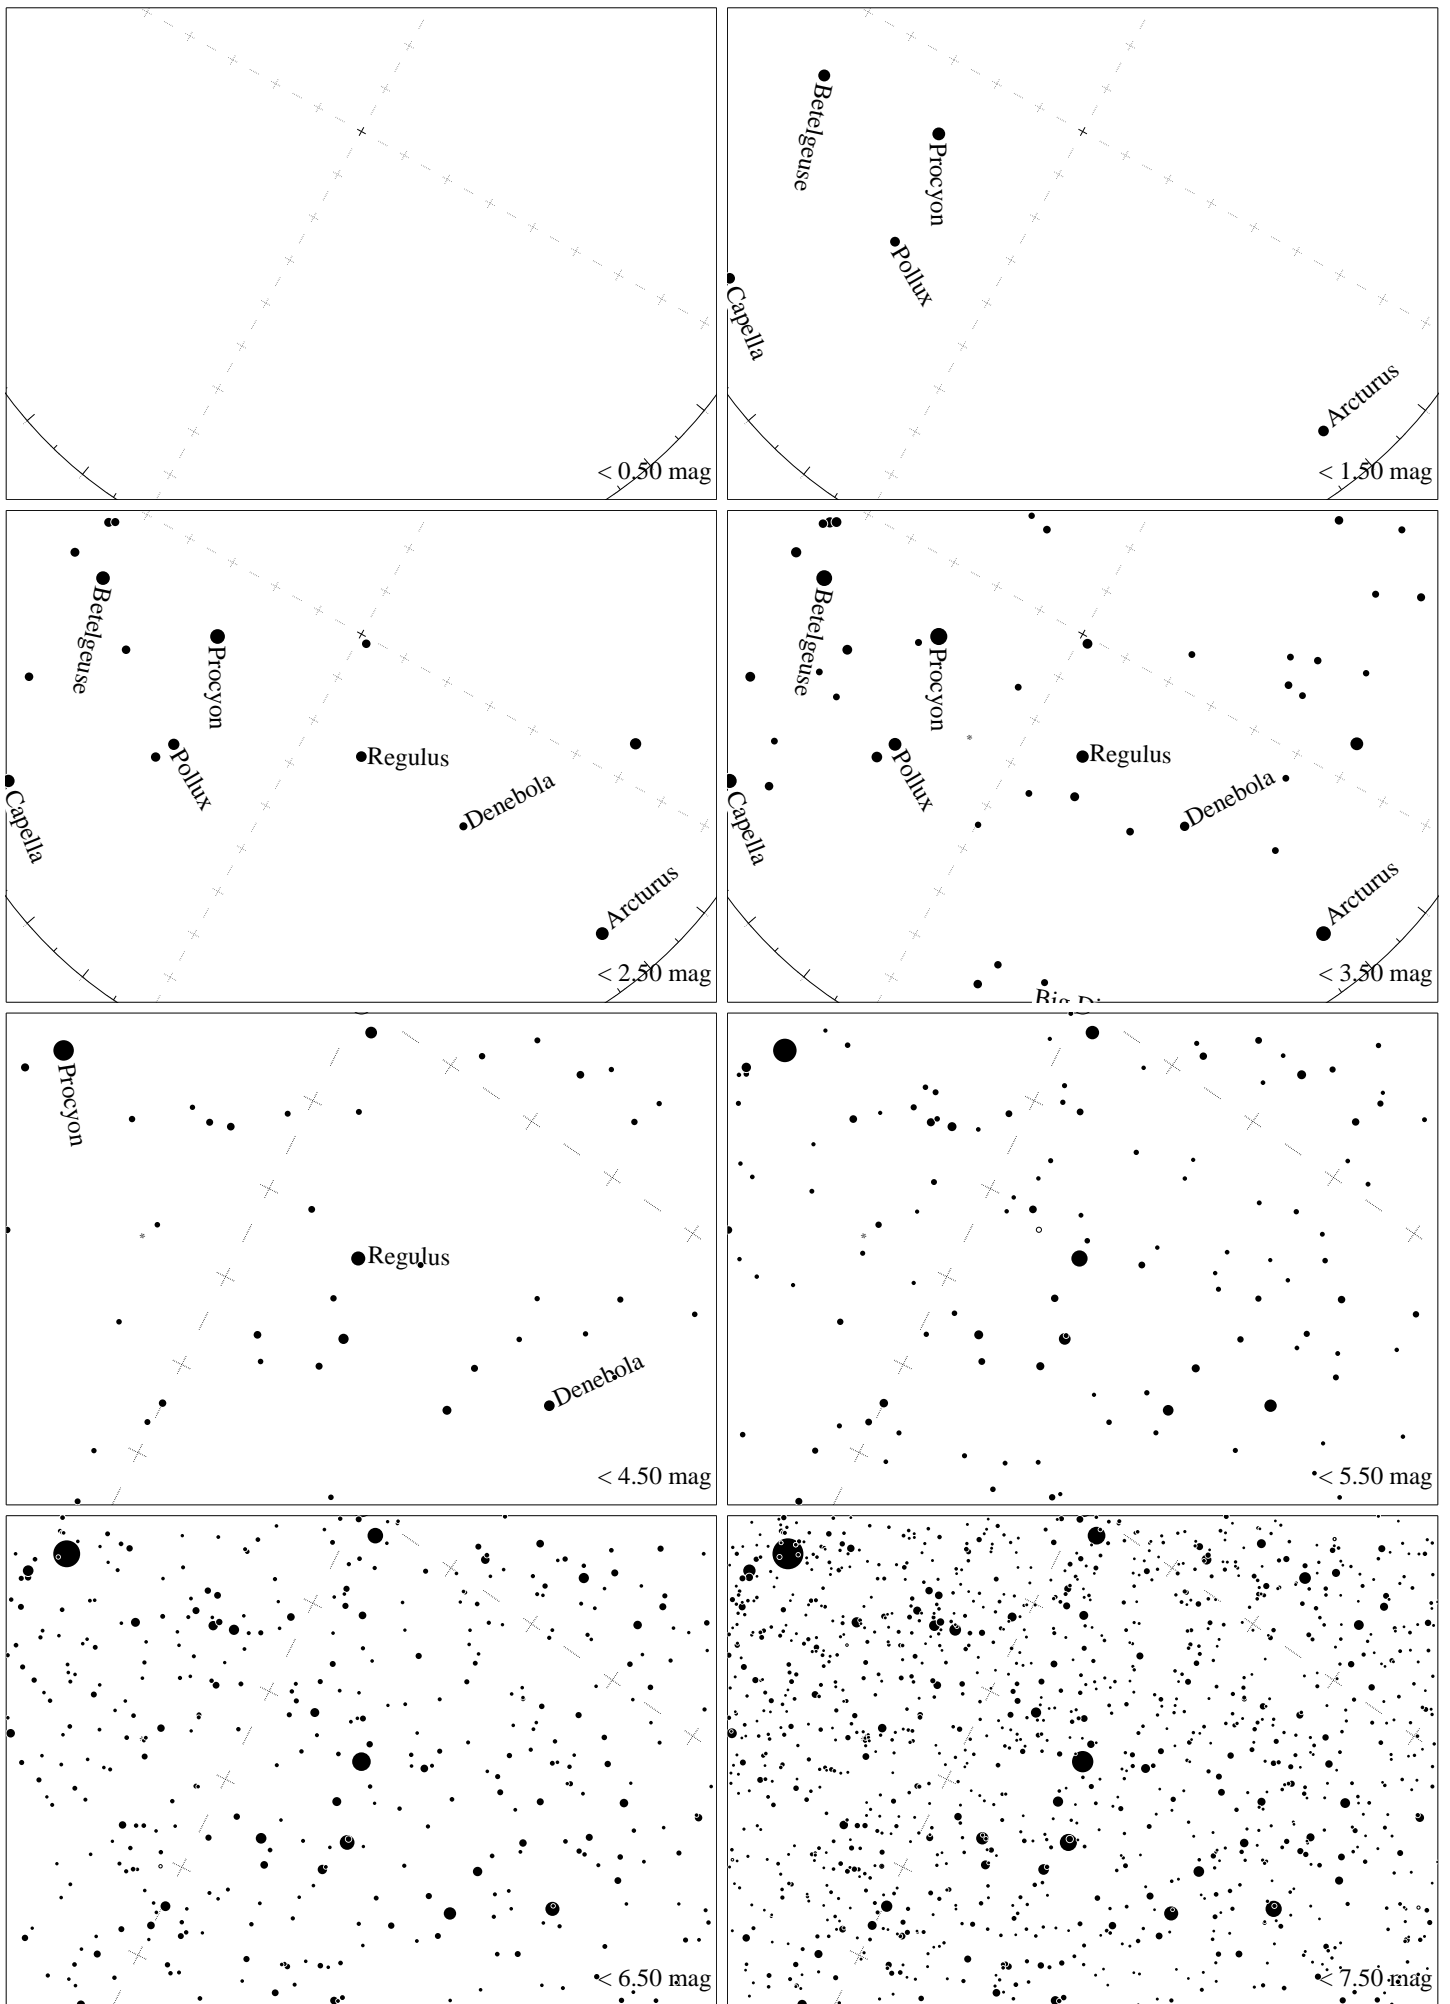 < 0.50 mag
Betelgeuse
Procyon
Pollux
Capella
Arcturus
< 1.50 mag
Betelgeuse
Procyon
Pollux
Regulus
Capella
Denebola
Arcturus
< 2.50 mag
Betelgeuse
Procyon
Pollux
Regulus
Capella
Denebola
Arcturus
< 3.50 mag
Big Di
Procyon
Regulus
Denebola
< 4.50 mag
< 5.50 mag
< 6.50 mag
< 7.50 mag